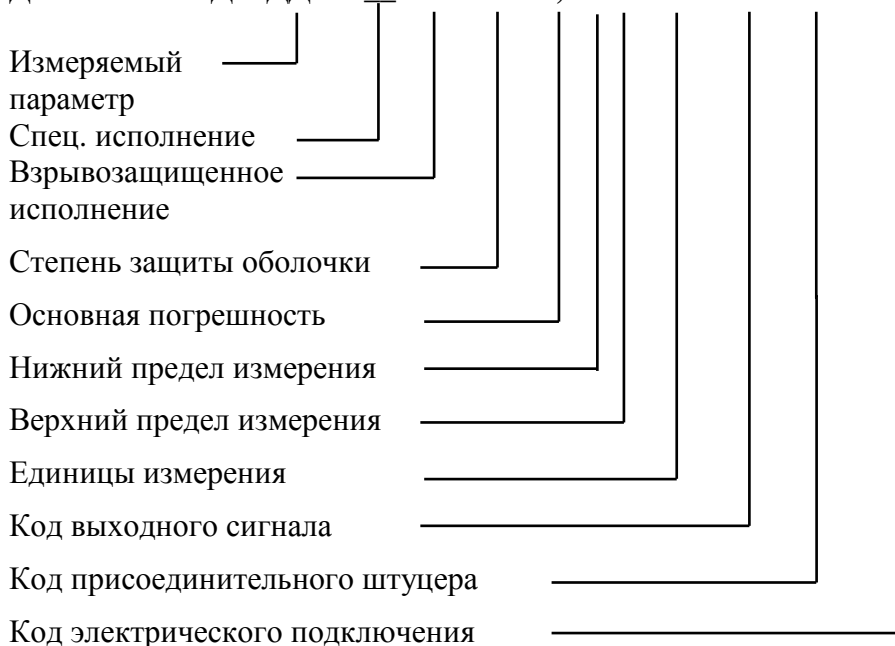 Измеряемый
параметр
Спец. исполнение
Взрывозащищенное
исполнение
Степень защиты оболочки
Основная погрешность
Нижний предел измерения
Верхний предел измерения
Единицы измерения
Код выходного сигнала
Код присоединительного штуцера
Код электрического подключения